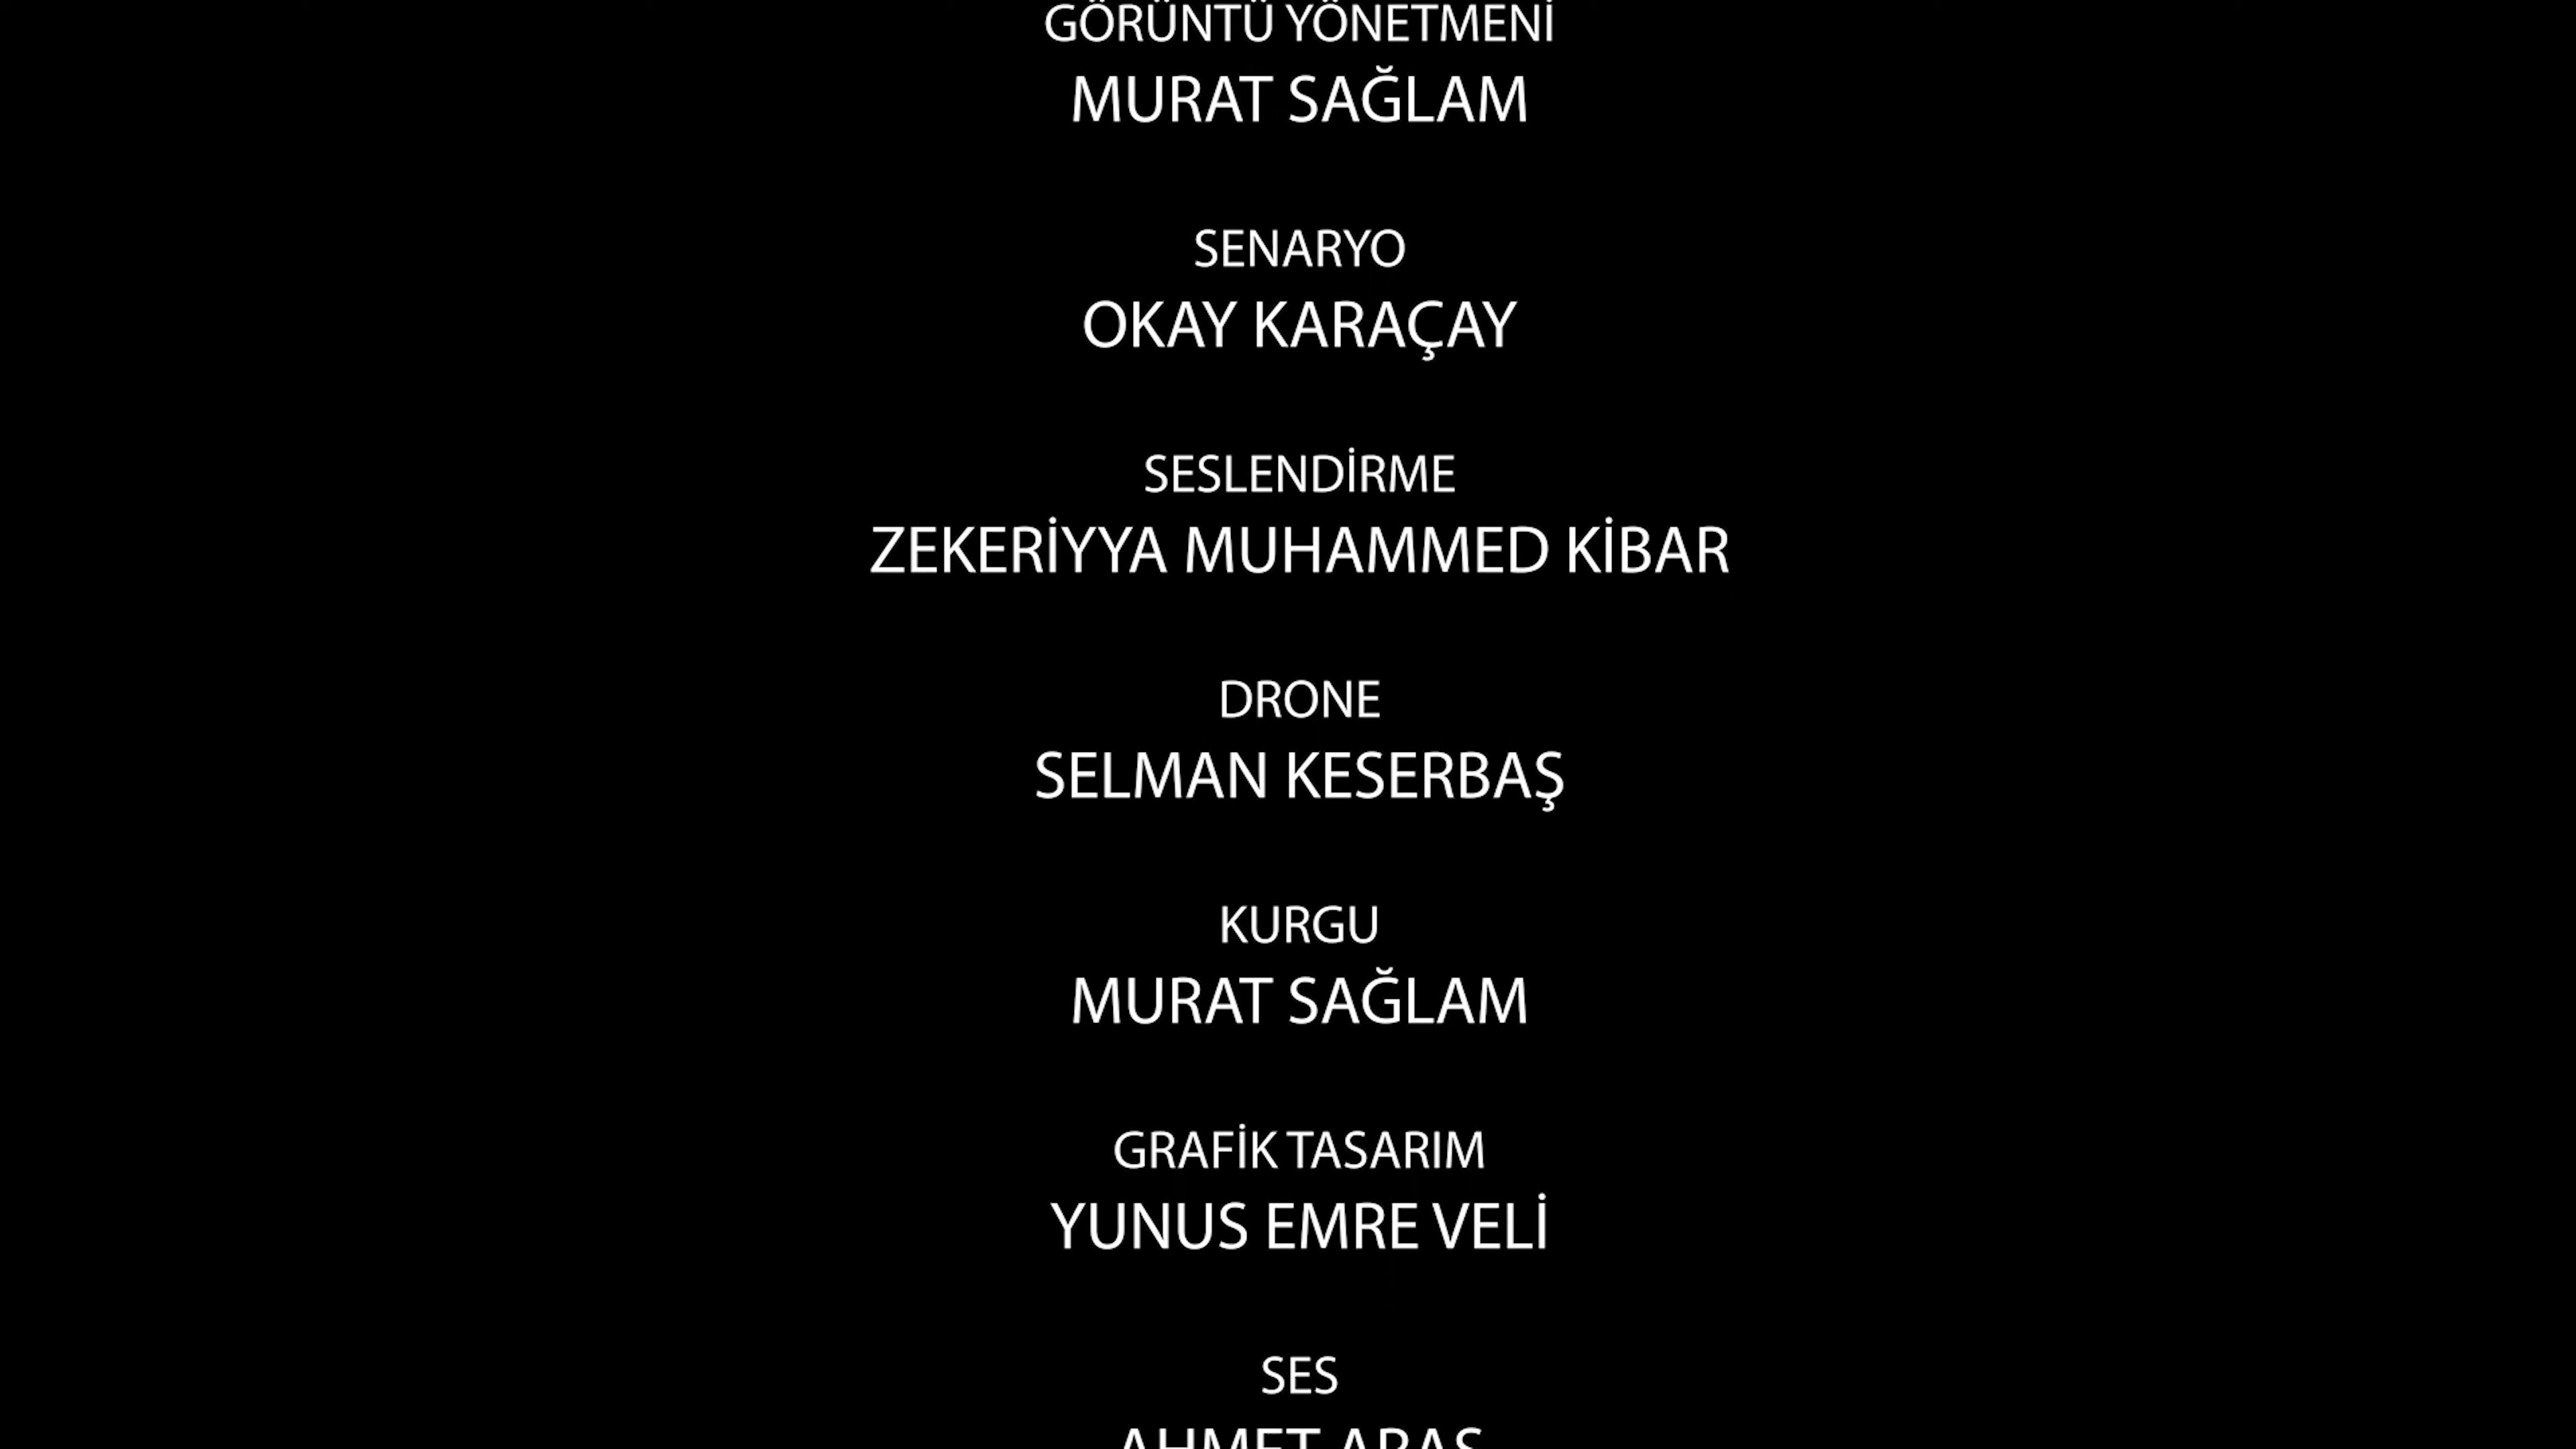 GÖRÜNTÜ YÖNETMENİ
MURAT SAĞLAM
SENARYO
OKAY KARAÇAY
SESLENDİRME
ZEKERİYYA MUHAMMED KİBAR
DRONE
SELMAN KESERBAŞ
KURGU
MURAT SAĞLAM
GRAFİK TASARIM
YUNUS EMRE VELİ
SES
AHMET